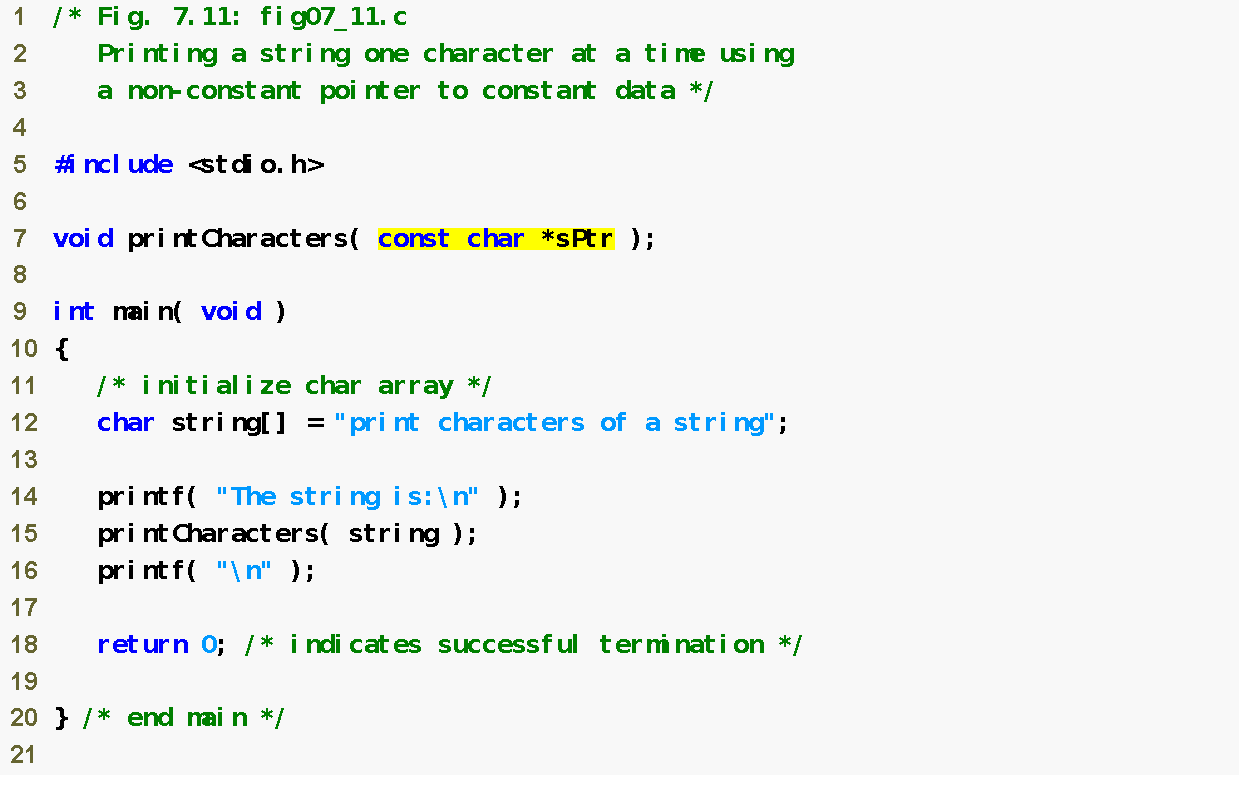 1 /* Fig. 7.11: fig07_11.c
2 Printing a string one character at a time using
3 a non-constant pointer to constant data */
4
5 #include <stdio.h>
6
7 void printCharacters( const char *sPtr );
8
9 int main( void )
10 {
11 /* initialize char array */
12 char string[] = "print characters of a string";
13
14 printf( "The string is:\n" );
15 printCharacters( string );
16 printf( "\n" );
17
18 return 0; /* indicates successful termination */
19
20 } /* end main */
21